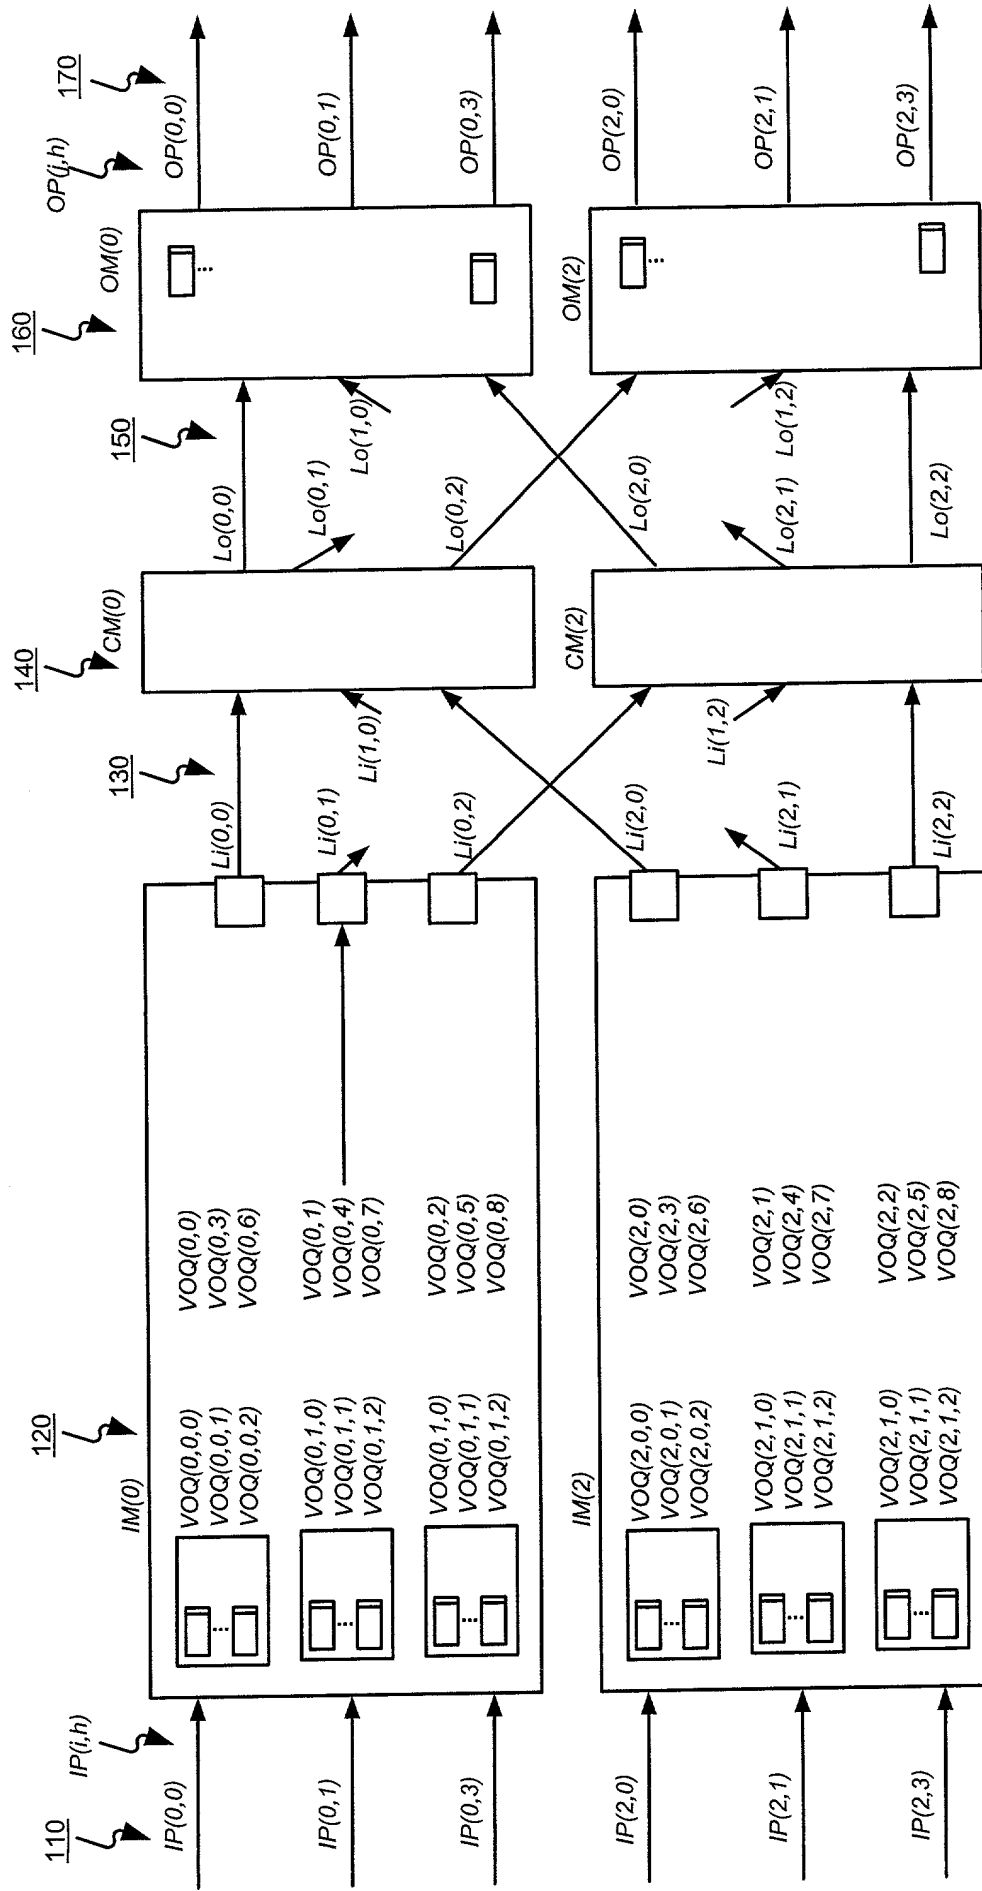 110
IP(i,h)
IP(0,0)
IP(0,1)
IP(0,3)
IP(2,0)
IP(2,1)
IP(2,3)
120
IM(0)
VOQ(0,0,0)
VOQ(0,0,1)
VOQ(0,0,2)
VOQ(0,1,0)
VOQ(0,1,1)
VOQ(0,1,2)
VOQ(0,1,0)
VOQ(0,1,1)
VOQ(0,1,2)
VOQ(0,0)
VOQ(0,3)
VOQ(0,6)
VOQ(0,1)
VOQ(0,4)
VOQ(0,7)
VOQ(0,2)
VOQ(0,5)
VOQ(0,8)
IM(2)
VOQ(2,0,0)
VOQ(2,0,1)
VOQ(2,0,2)
VOQ(2,1,0)
VOQ(2,1,1)
VOQ(2,1,2)
VOQ(2,1,0)
VOQ(2,1,1)
VOQ(2,1,2)
VOQ(2,0)
VOQ(2,3)
VOQ(2,6)
VOQ(2,1)
VOQ(2,4)
VOQ(2,7)
VOQ(2,2)
VOQ(2,5)
VOQ(2,8)
130
Li(0,0)
Li(0,1)
Li(0,2)
Li(1,0)
Li(2,0)
Li(2,1)
Li(2,2)
Li(1,2)
140
CM(0)
CM(2)
150
Lo(0,0)
Lo(0,1)
Lo(0,2)
Lo(1,0)
Lo(2,0)
Lo(2,1)
Lo(2,2)
Lo(1,2)
160
OM(0)
OM(2)
170
OP(j,h)
OP(0,0)
OP(0,1)
OP(0,3)
OP(2,0)
OP(2,1)
OP(2,3)